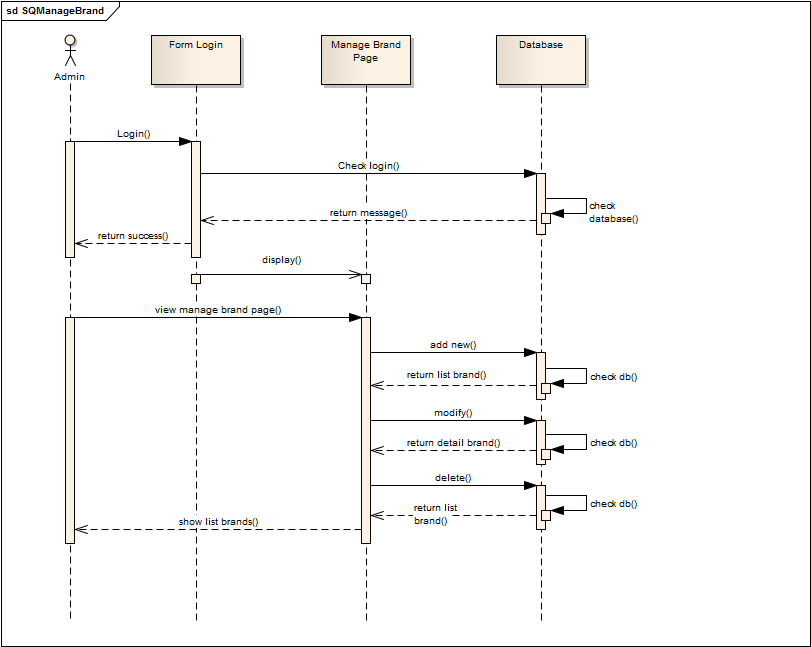 sd SQManageBrand
Form Login
Manage Brand
Page
Database
Admin
Login()
Check login()
check
database()
return message()
return success()
display()
view manage brand page()
add new()
return list brand()
check db()
modify()
return detail brand()
check db()
delete()
check db()
return list
brand()
show list brands()